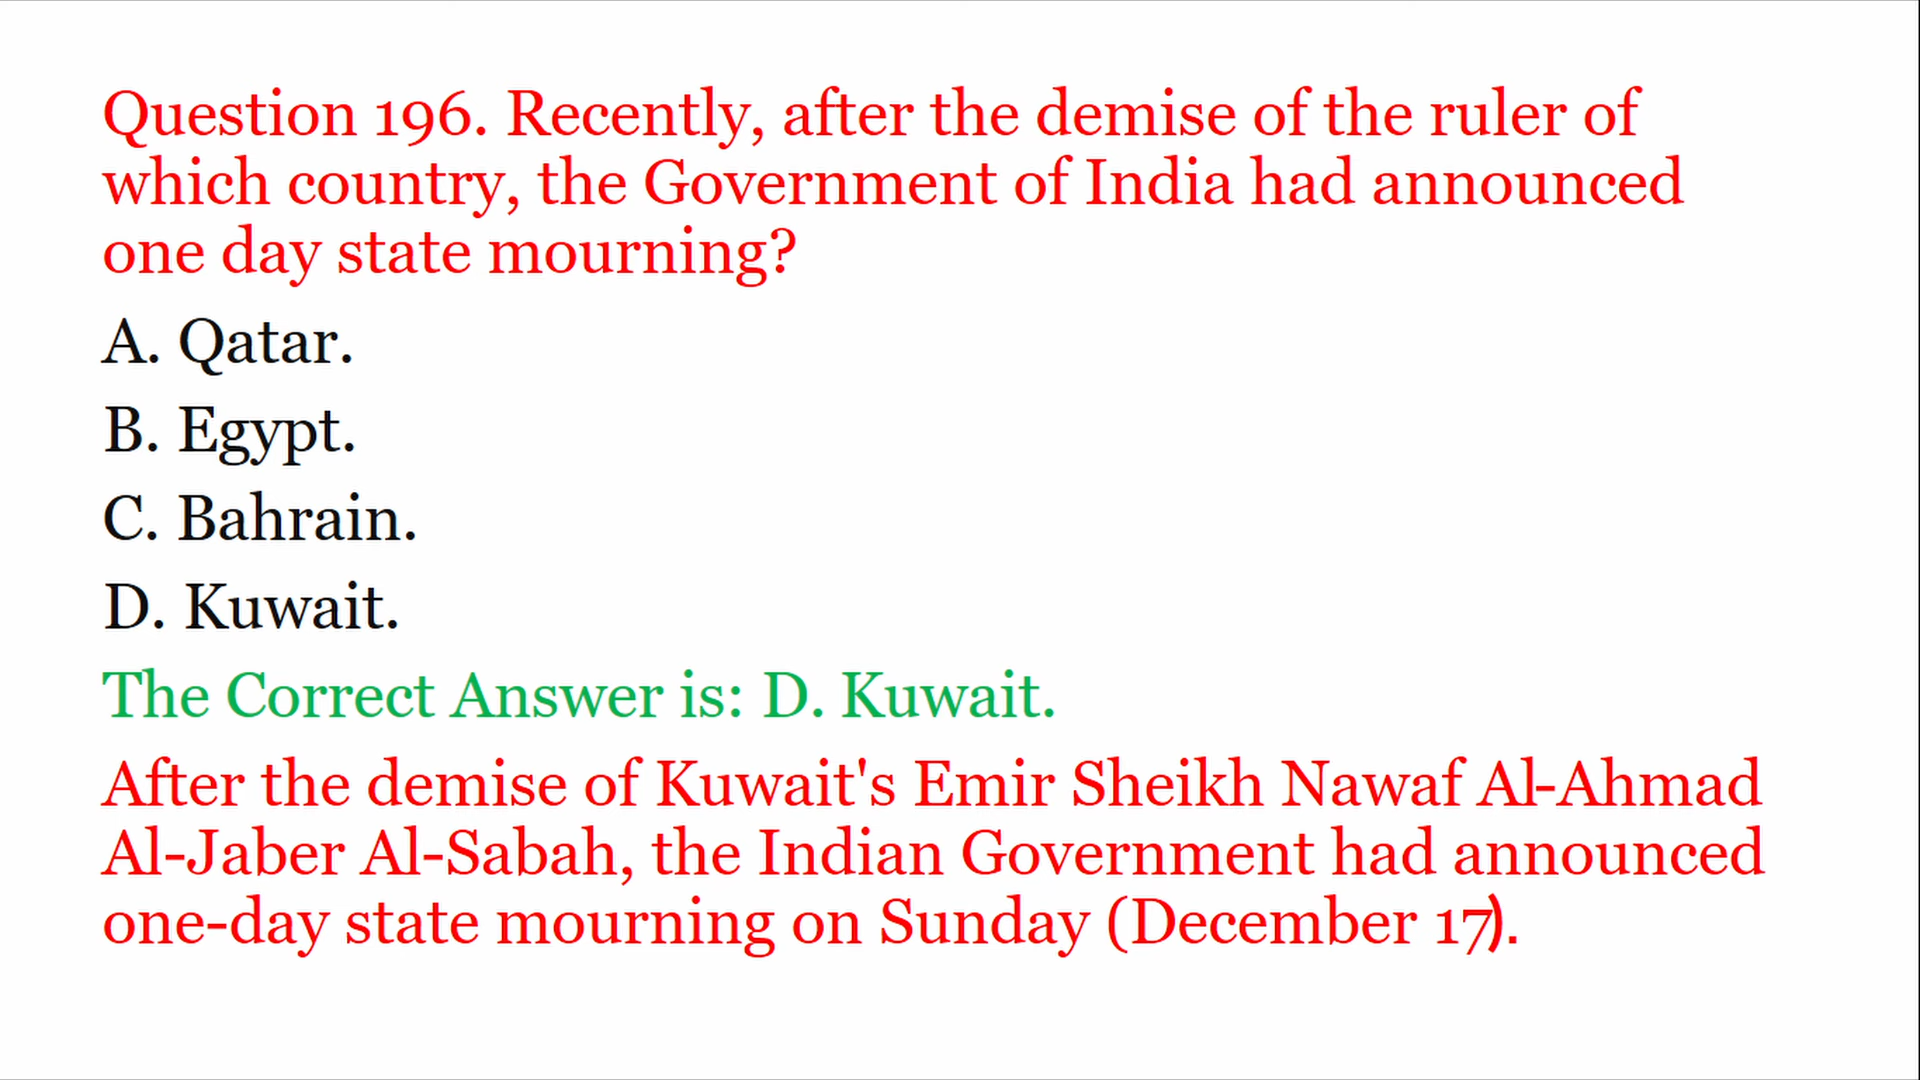 Question 196. Recently, after the demise of the ruler of
which country, the Government of India had announced
one day state mourning?
A. Qatar.
B. Egypt.
C. Bahrain.
D. Kuwait.
The Correct Answer is: D. Kuwait.
After the demise of Kuwait's Emir Sheikh Nawaf Al-Ahmad
Al-Jaber Al-Sabah, the Indian Government had announced
one-day state mourning on Sunday (December 17).